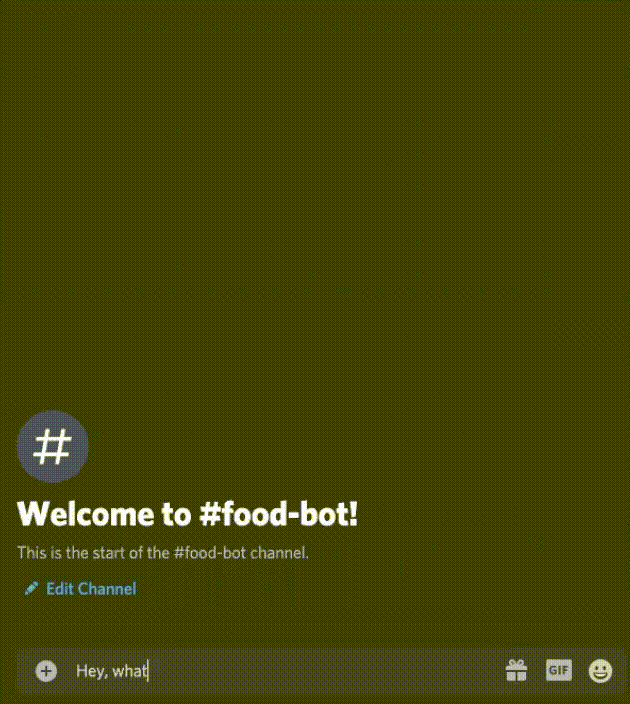 #
Welcome to #food-bot!
This is the start of the #food-bot channel.
Edit Channel
Hey, what
GIF